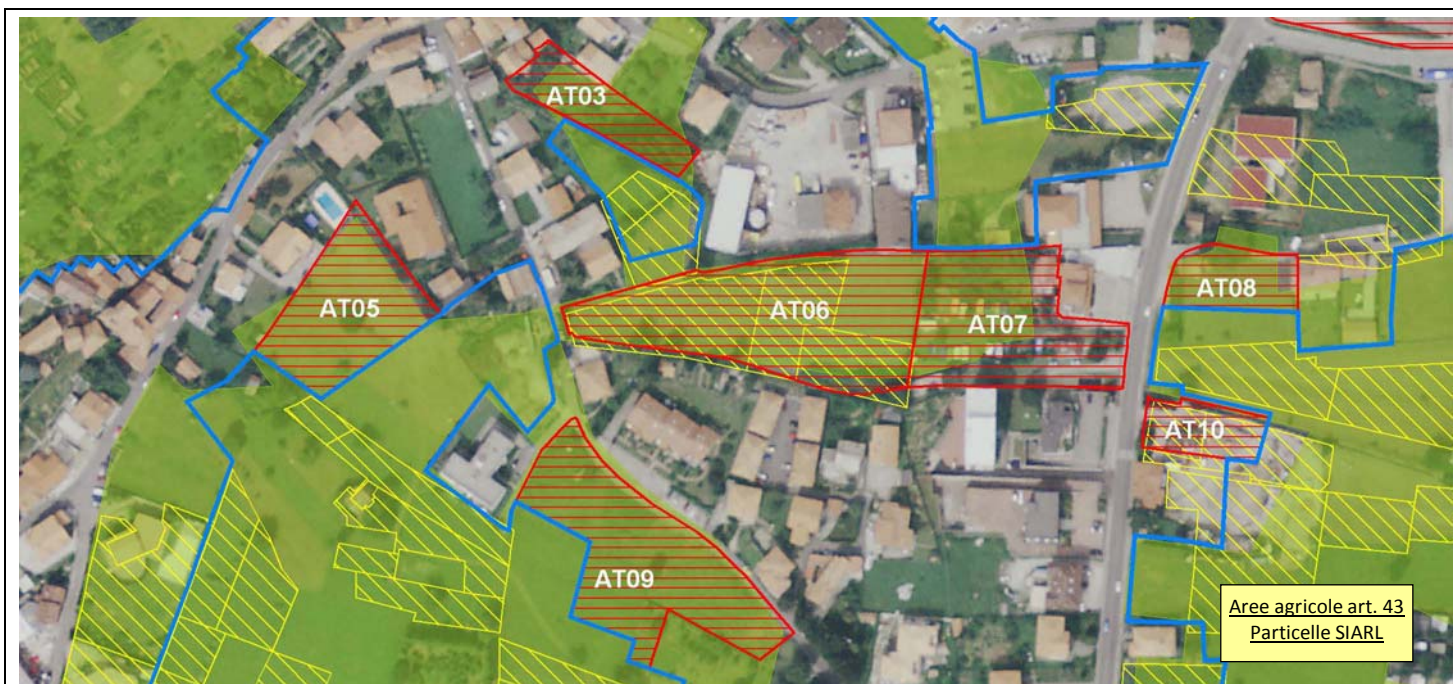 AT03
AT05
AT06
AT07
AT08
AT10
AT09
Aree agricole art. 43
Particelle SIARL